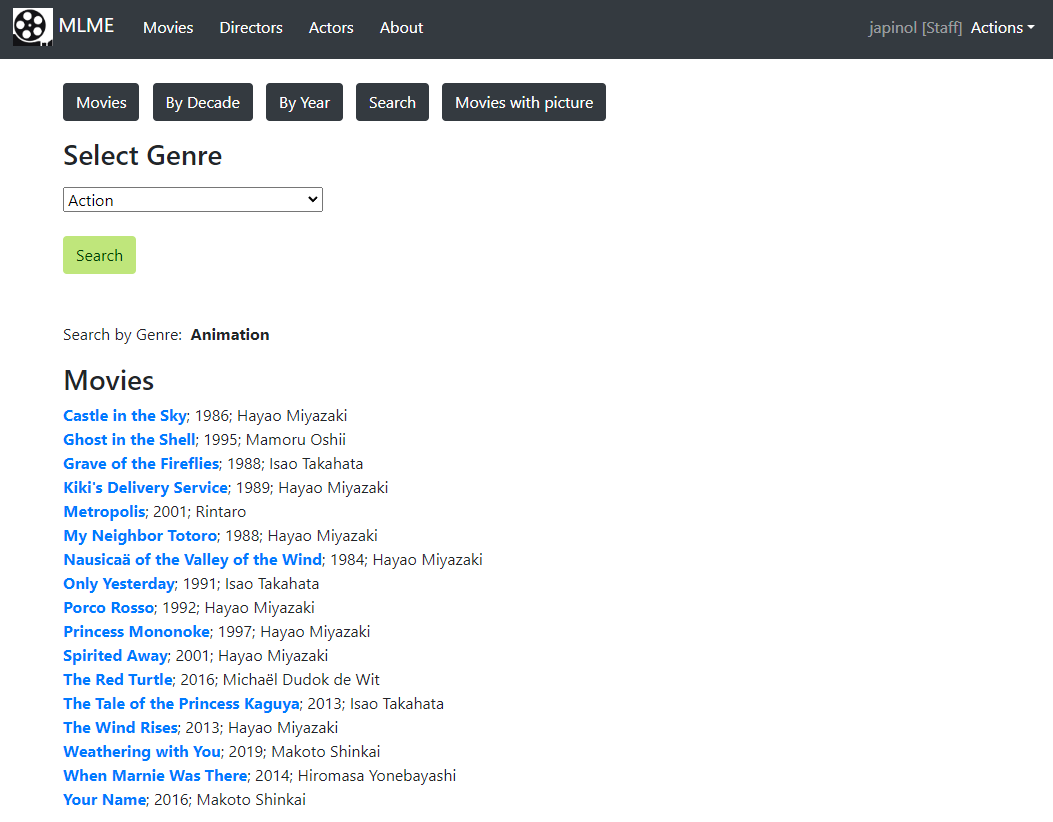 MLME Movies Directors Actors About japinol [Staff] Actions
Movies By Decade By Year Search Movies with picture
Select Genre
Action
Search
Search by Genre: Animation
Movies
Castle in the Sky; 1986; Hayao Miyazaki
Ghost in the Shell; 1995; Mamoru Oshii
Grave of the Fireflies; 1988; Isao Takahata
Kiki's Delivery Service; 1989; Hayao Miyazaki
Metropolis; 2001; Rintaro
My Neighbor Totoro; 1988; Hayao Miyazaki
Nausicaä of the Valley of the Wind; 1984; Hayao Miyazaki
Only Yesterday; 1991; Isao Takahata
Porco Rosso; 1992; Hayao Miyazaki
Princess Mononoke; 1997; Hayao Miyazaki
Spirited Away; 2001; Hayao Miyazaki
The Red Turtle; 2016; Michaël Dudok de Wit
The Tale of the Princess Kaguya; 2013; Isao Takahata
The Wind Rises; 2013; Hayao Miyazaki
Weathering with You; 2019; Makoto Shinkai
When Marnie Was There; 2014; Hiromasa Yonebayashi
Your Name; 2016; Makoto Shinkai